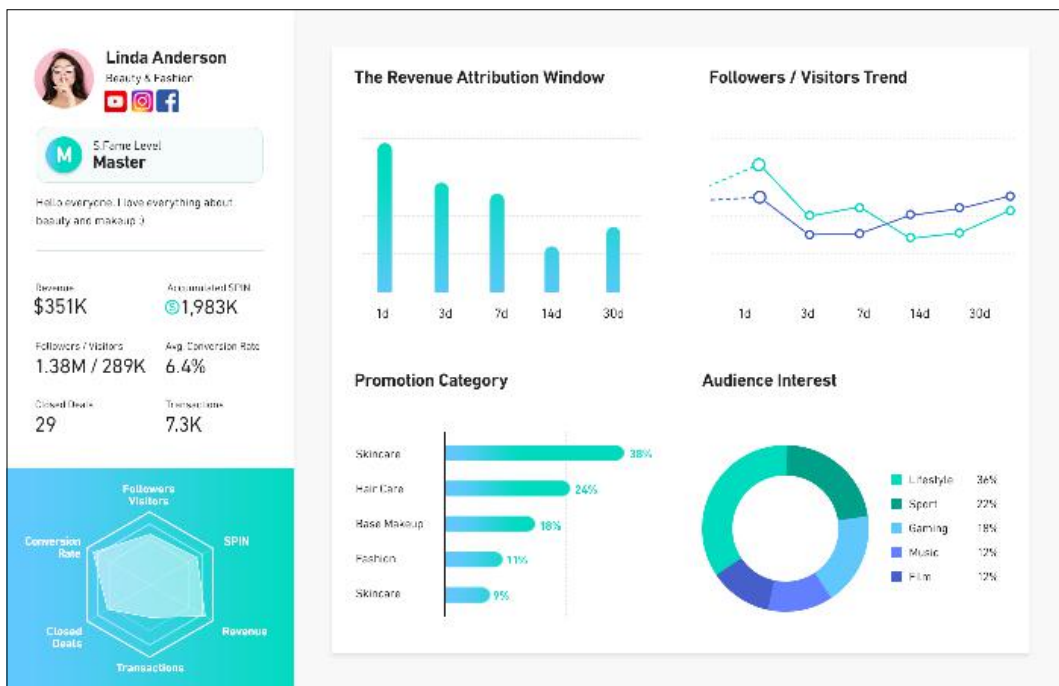 Linda Anderson
Beauty & Fashion
M
S.Fame Level
Master
Hello everyone. I love everything about
beauty and makeup :)
Revenue
$351K
Accumulated SPIN
S 1,983K
Followers / Visitors
1.38M / 289K
Avg. Conversion Rate
6.4%
Closed Deals
29
Transactions
7.3K
Followers
Visitors
Conversion
Rate
SPIN
Closed
Deals
Revenue
Transactions
The Revenue Attribution Window
1d 3d 7d 14d 30d
Followers / Visitors Trend
1d 3d 7d 14d 30d
Promotion Category
Skincare 38%
Hair Care 24%
Base Makeup 18%
Fashion 11%
Skincare 9%
Audience Interest
Lifestyle 36%
Sport 22%
Gaming 18%
Music 12%
Film 12%